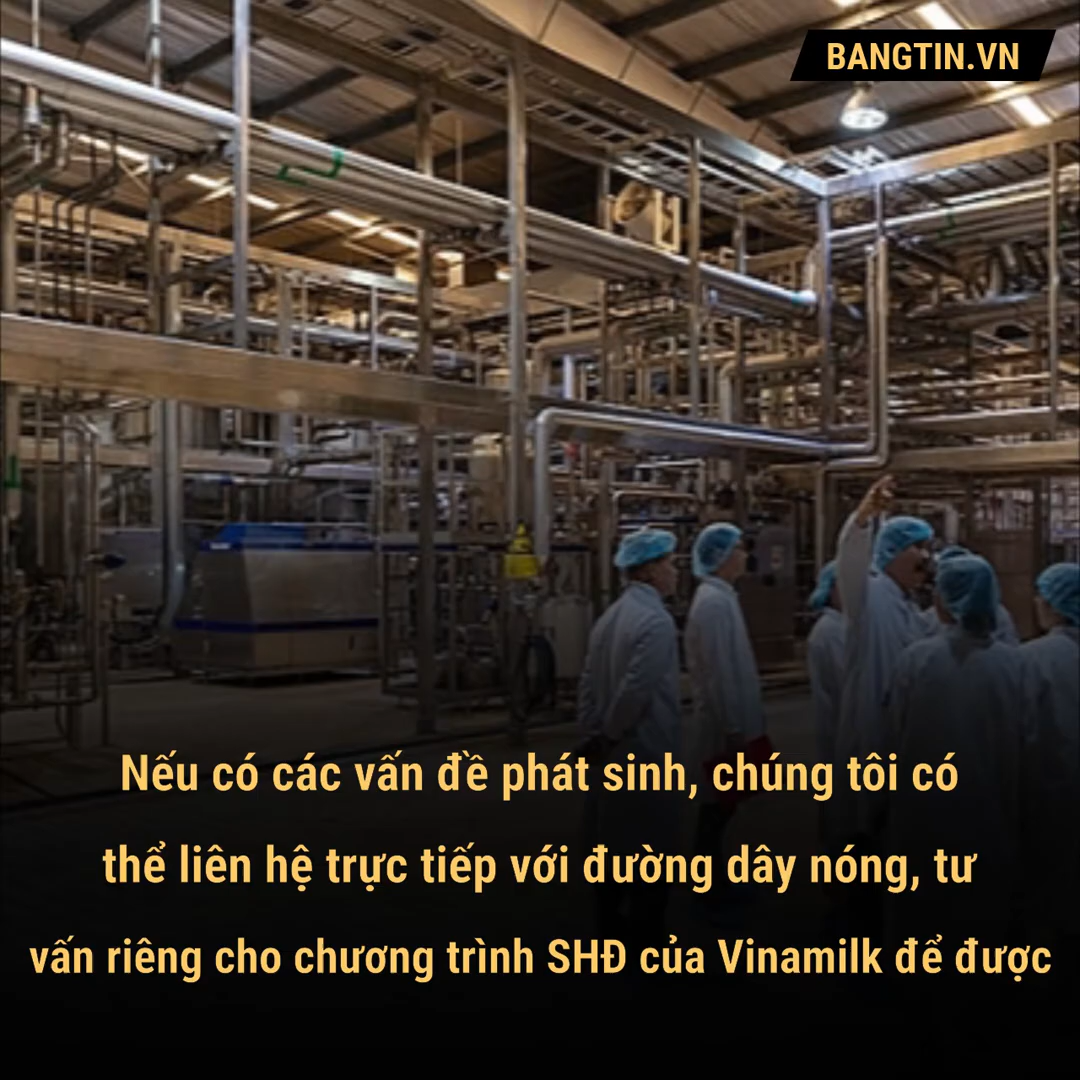 BANGTIN.VN
Nếu có các vấn đề phát sinh, chúng tôi có
thể liên hệ trực tiếp với đường dây nóng, tư
vấn riêng cho chương trình SHĐ của Vinamilk để được